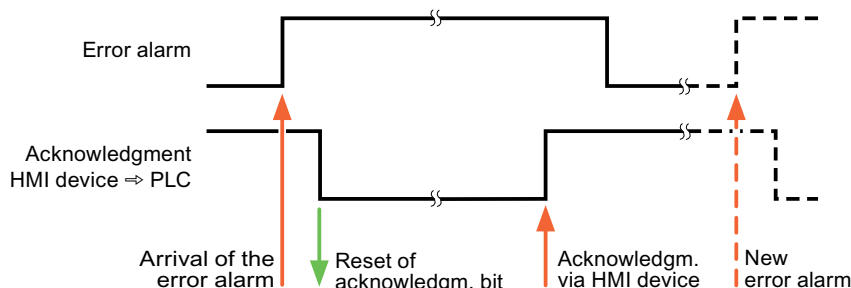 Error alarm
Acknowledgment
HMI device ⇨ PLC
Arrival of the
error alarm
Reset of
acknowledgm. bit
Acknowledgm.
via HMI device
New
error alarm